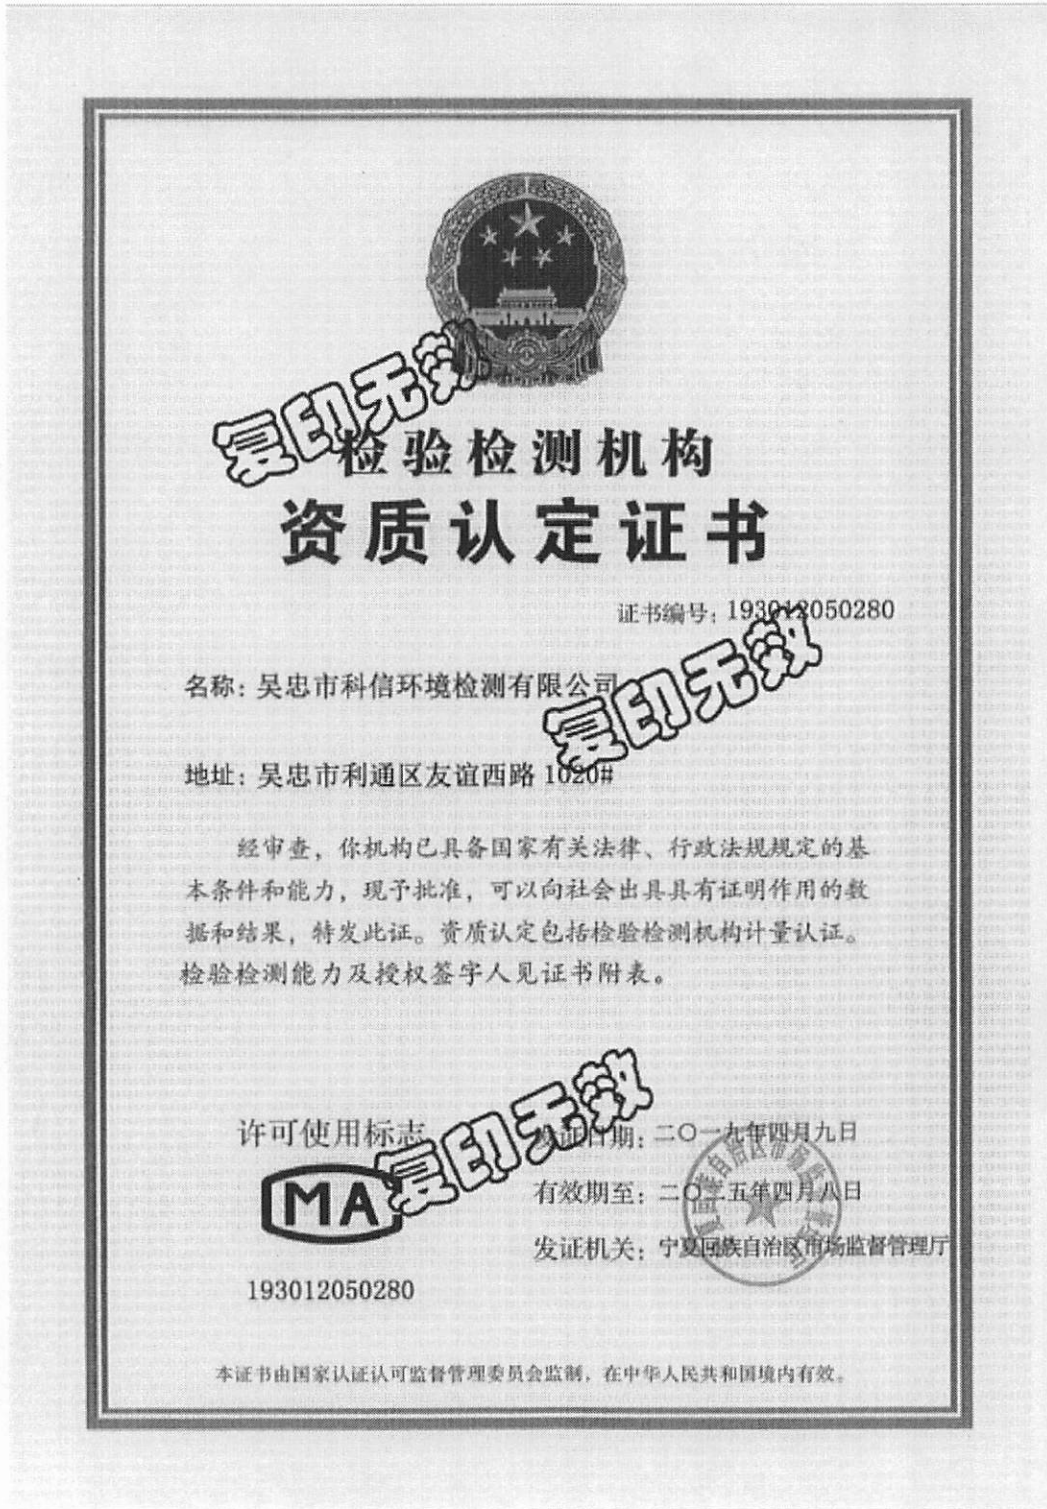 复印无效
检验检测机构
资质认定证书
证书编号：193012050280
名称：吴忠市科信环境检测有限公司
复印无效
地址：吴忠市利通区友谊西路 1020#
经审查，你机构已具备国家有关法律、行政法规规定的基
本条件和能力，现予批准，可以向社会出具具有证明作用的数
据和结果，特发此证。资质认定包括检验检测机构计量认证。
检验检测能力及授权签字人见证书附表。
复印无效
许可使用标志
MA
193012050280
发证日期：二〇一九年四月九日
有效期至：二〇二五年四月八日
发证机关：宁夏回族自治区市场监督管理厅
本证书由国家认证认可监督管理委员会监制，在中华人民共和国境内有效。